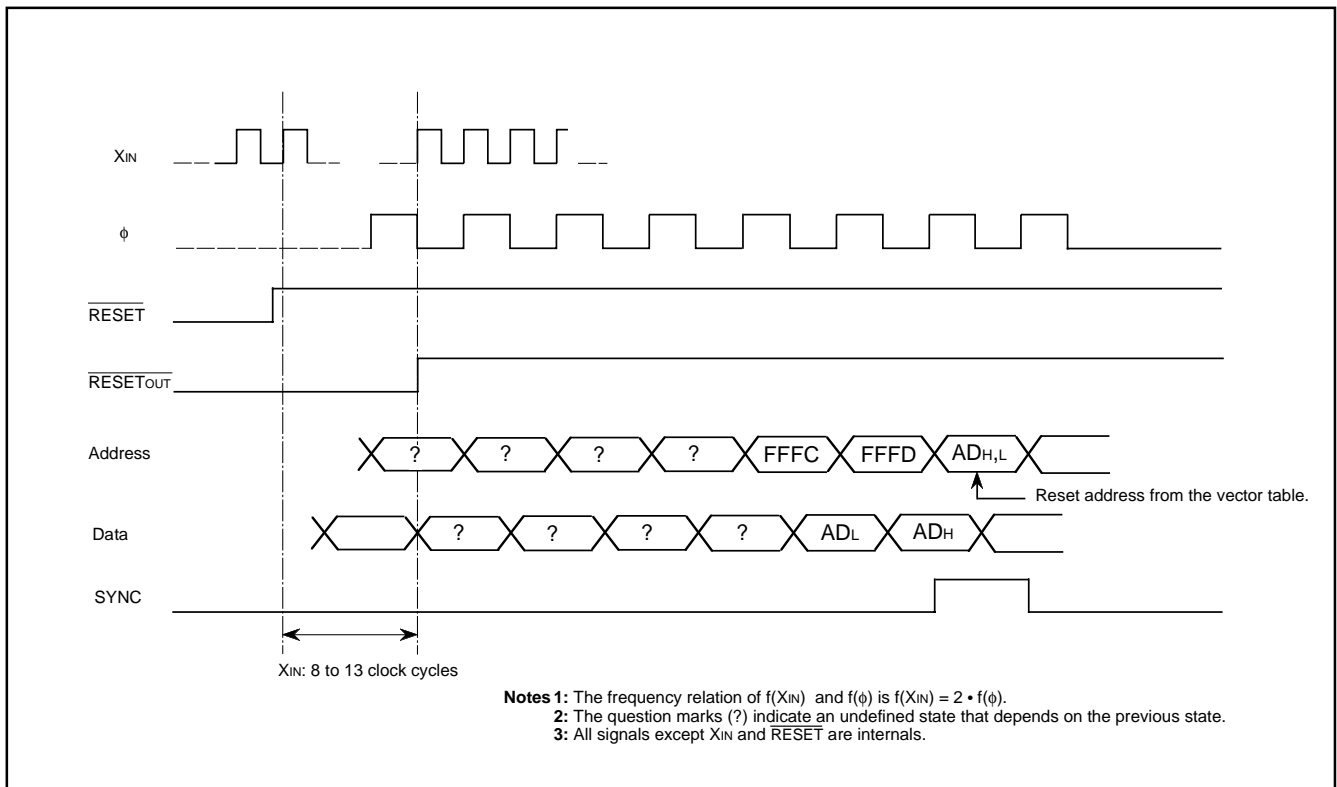 XIN
ϕ
RESET
RESETOUT
Address ? ? ? ? FFFC FFFD ADH,L
Reset address from the vector table.
Data ? ? ? ? ADL ADH
SYNC
XIN: 8 to 13 clock cycles
Notes 1: The frequency relation of f(XIN) and f(ϕ) is f(XIN) = 2 • f(ϕ).
2: The question marks (?) indicate an undefined state that depends on the previous state.
3: All signals except XIN and RESET are internals.